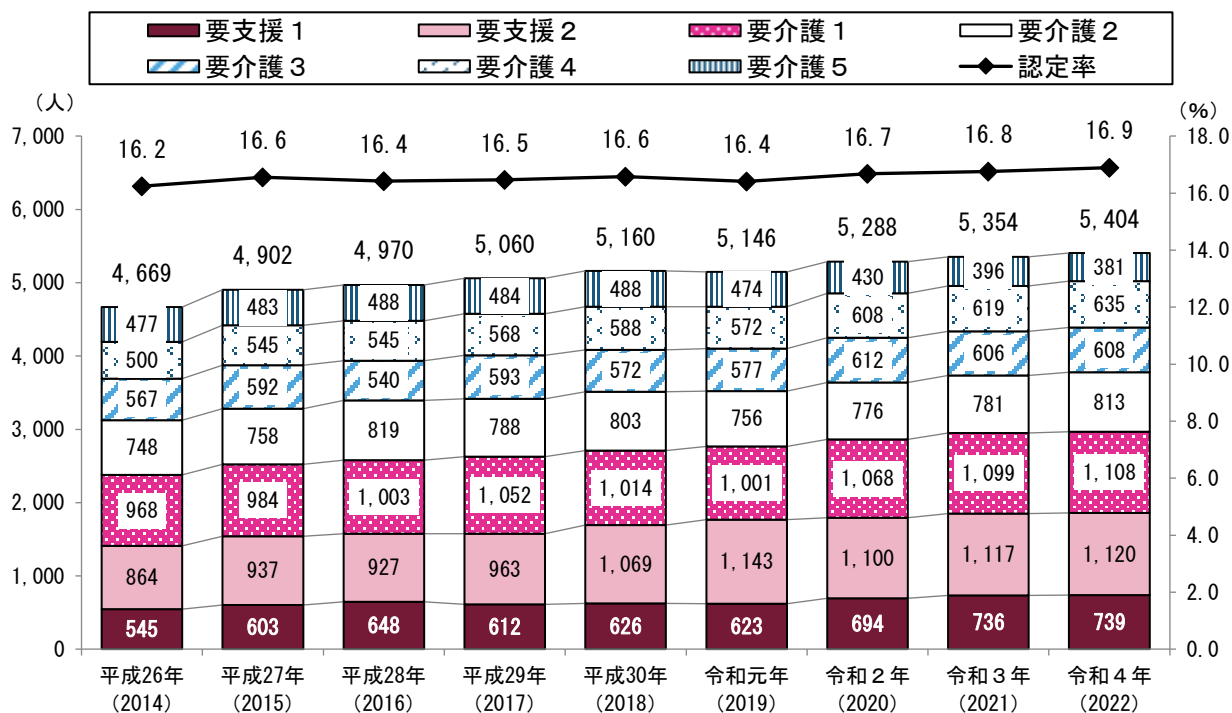 要支援１ 要支援２ 要介護１ 要介護２
要介護３ 要介護４ 要介護５ 認定率
（人） （%）
7,000 16.2 16.6 16.4 16.5 16.6 16.4 16.7 16.8 16.9 18.0
6,000 16.0
5,000 4,669 4,902 4,970 5,060 5,160 5,146 5,288 5,354 5,404 14.0
477 483 488 484 488 474 430 396 381 12.0
4,000 500 545 545 568 588 572 608 619 635 10.0
567 592 540 593 572 577 612 606 608
3,000 748 758 819 788 803 756 776 781 813 8.0
2,000 968 984 1,003 1,052 1,014 1,001 1,068 1,099 1,108 6.0
1,000 864 937 927 963 1,069 1,143 1,100 1,117 1,120 4.0
545 603 648 612 626 623 694 736 739 2.0
0 0.0
平成26年 平成27年 平成28年 平成29年 平成30年 令和元年 令和２年 令和３年 令和４年
(2014) (2015) (2016) (2017) (2018) (2019) (2020) (2021) (2022)